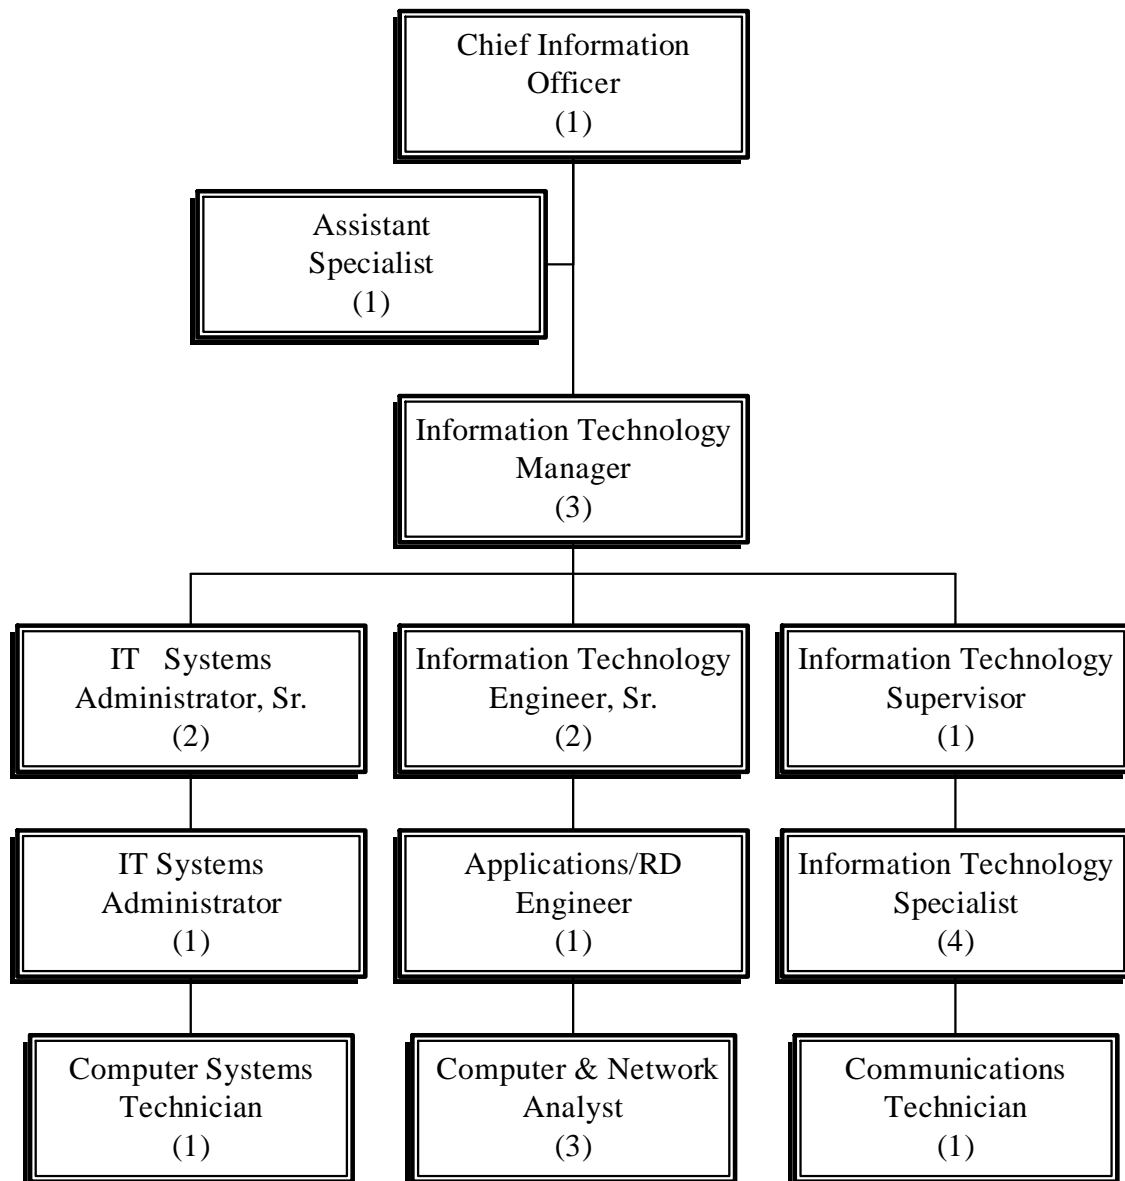 Chief Information
Officer
(1)
Assistant
Specialist
(1)
Information Technology
Manager
(3)
IT Systems
Administrator, Sr.
(2)
Information Technology
Engineer, Sr.
(2)
Information Technology
Supervisor
(1)
IT Systems
Administrator
(1)
Applications/RD
Engineer
(1)
Information Technology
Specialist
(4)
Computer Systems
Technician
(1)
Computer & Network
Analyst
(3)
Communications
Technician
(1)